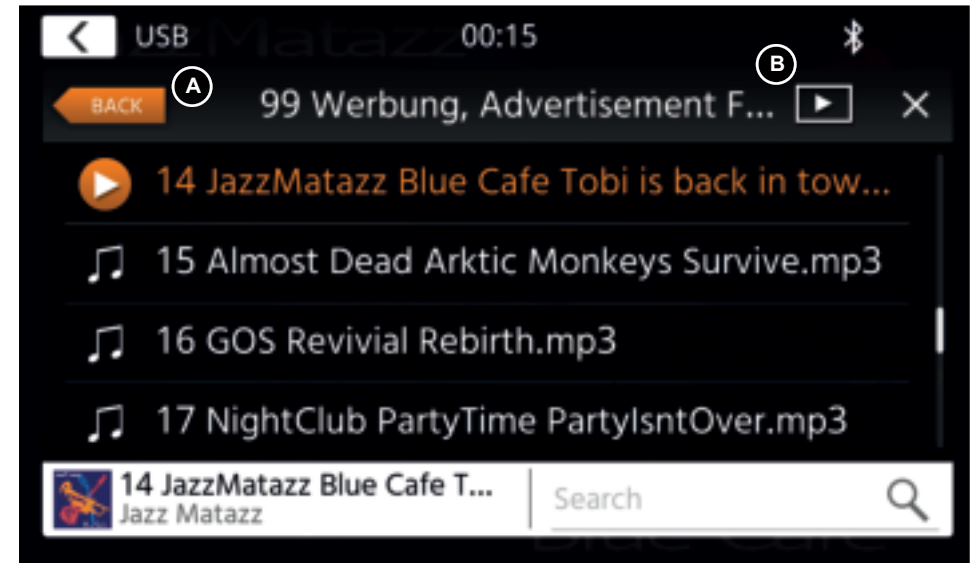 USB 00:15
A B
BACK 99 Werbung, Advertisement F...
14 JazzMatazz Blue Cafe Tobi is back in tow...
15 Almost Dead Arktic Monkeys Survive.mp3
16 GOS Revivial Rebirth.mp3
17 NightClub PartyTime PartyIsntOver.mp3
14 JazzMatazz Blue Cafe T...
Jazz Matazz
Search